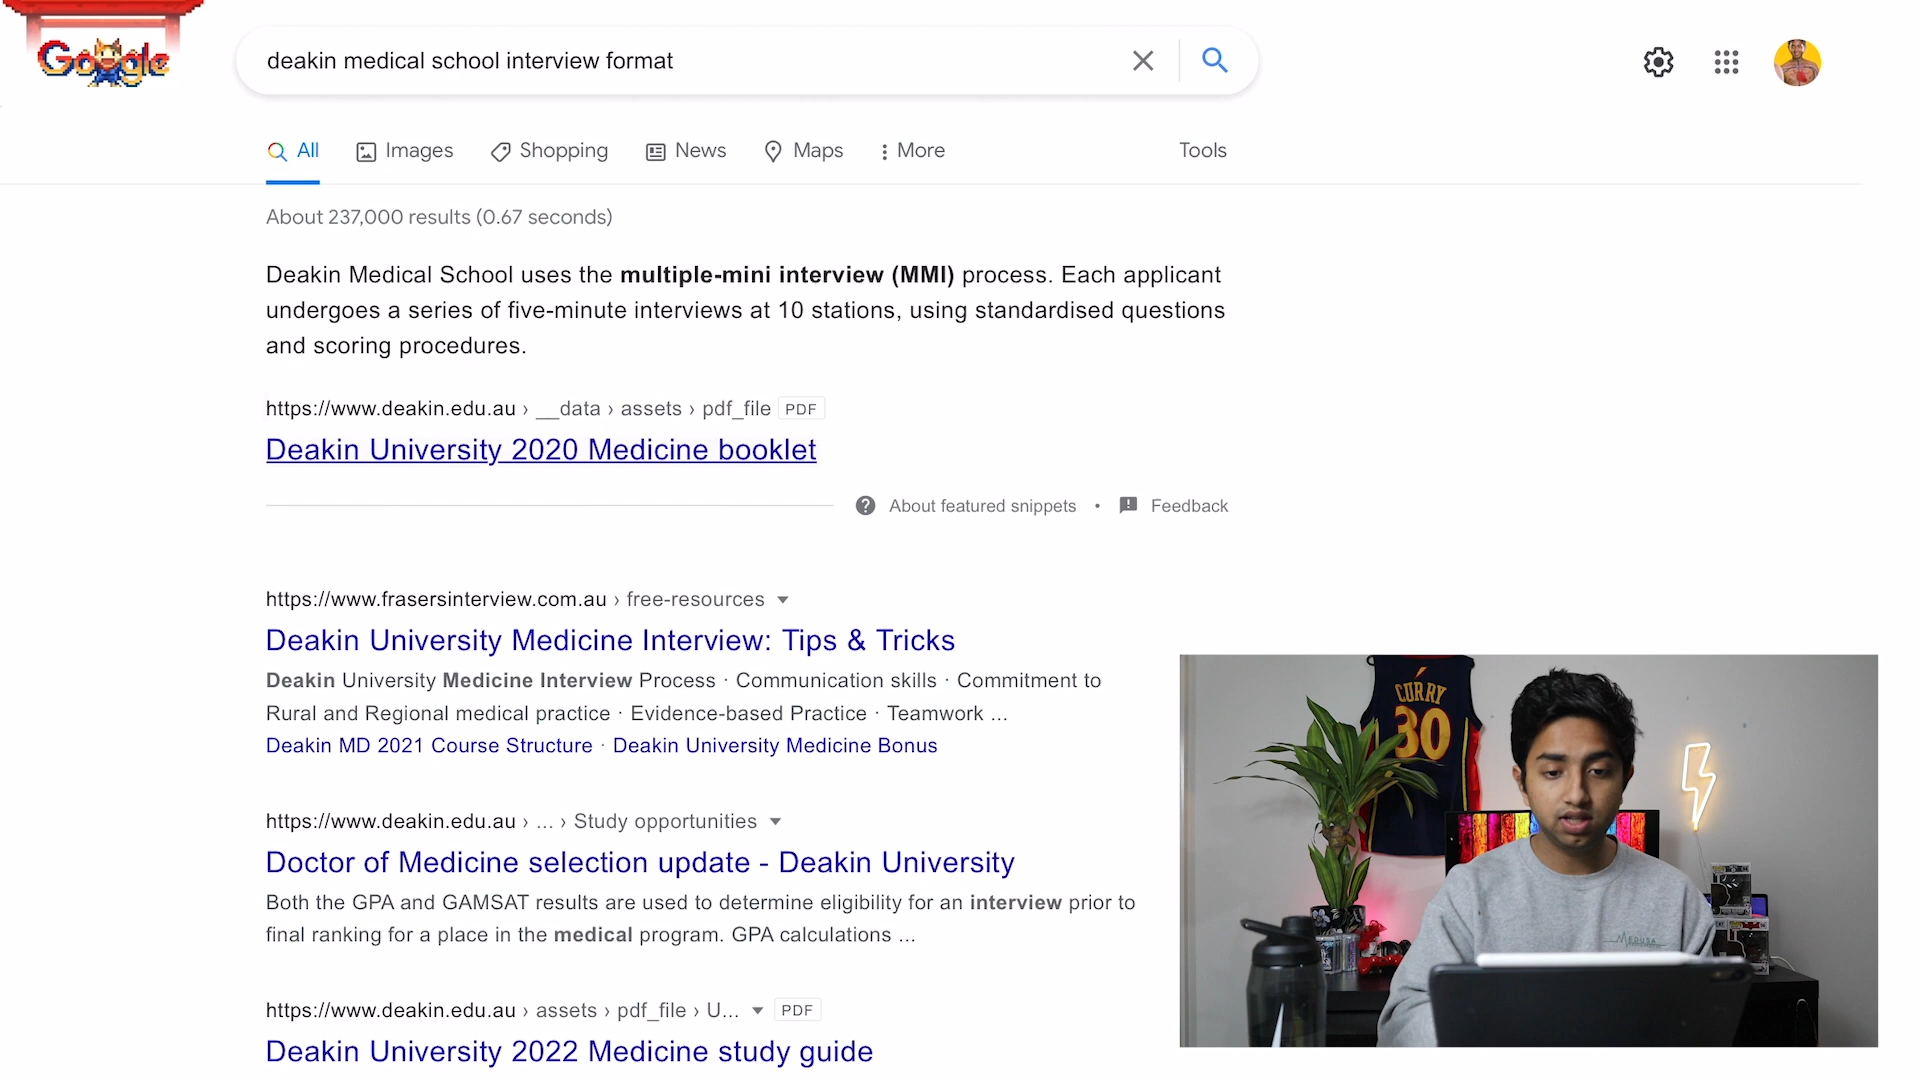 Google
deakin medical school interview format
All
Images
Shopping
News
Maps
More
Tools
About 237,000 results (0.67 seconds)
Deakin Medical School uses the multiple-mini interview (MMI) process. Each applicant
undergoes a series of five-minute interviews at 10 stations, using standardised questions
and scoring procedures.
https://www.deakin.edu.au › __data › assets › pdf_file PDF
Deakin University 2020 Medicine booklet
About featured snippets • Feedback
https://www.frasersinterview.com.au › free-resources
Deakin University Medicine Interview: Tips & Tricks
Deakin University Medicine Interview Process · Communication skills · Commitment to
Rural and Regional medical practice · Evidence-based Practice · Teamwork ...
Deakin MD 2021 Course Structure · Deakin University Medicine Bonus
https://www.deakin.edu.au › ... › Study opportunities
Doctor of Medicine selection update - Deakin University
Both the GPA and GAMSAT results are used to determine eligibility for an interview prior to
final ranking for a place in the medical program. GPA calculations ...
https://www.deakin.edu.au › assets › pdf_file › U... PDF
Deakin University 2022 Medicine study guide
CURRY
30
MEDUSA